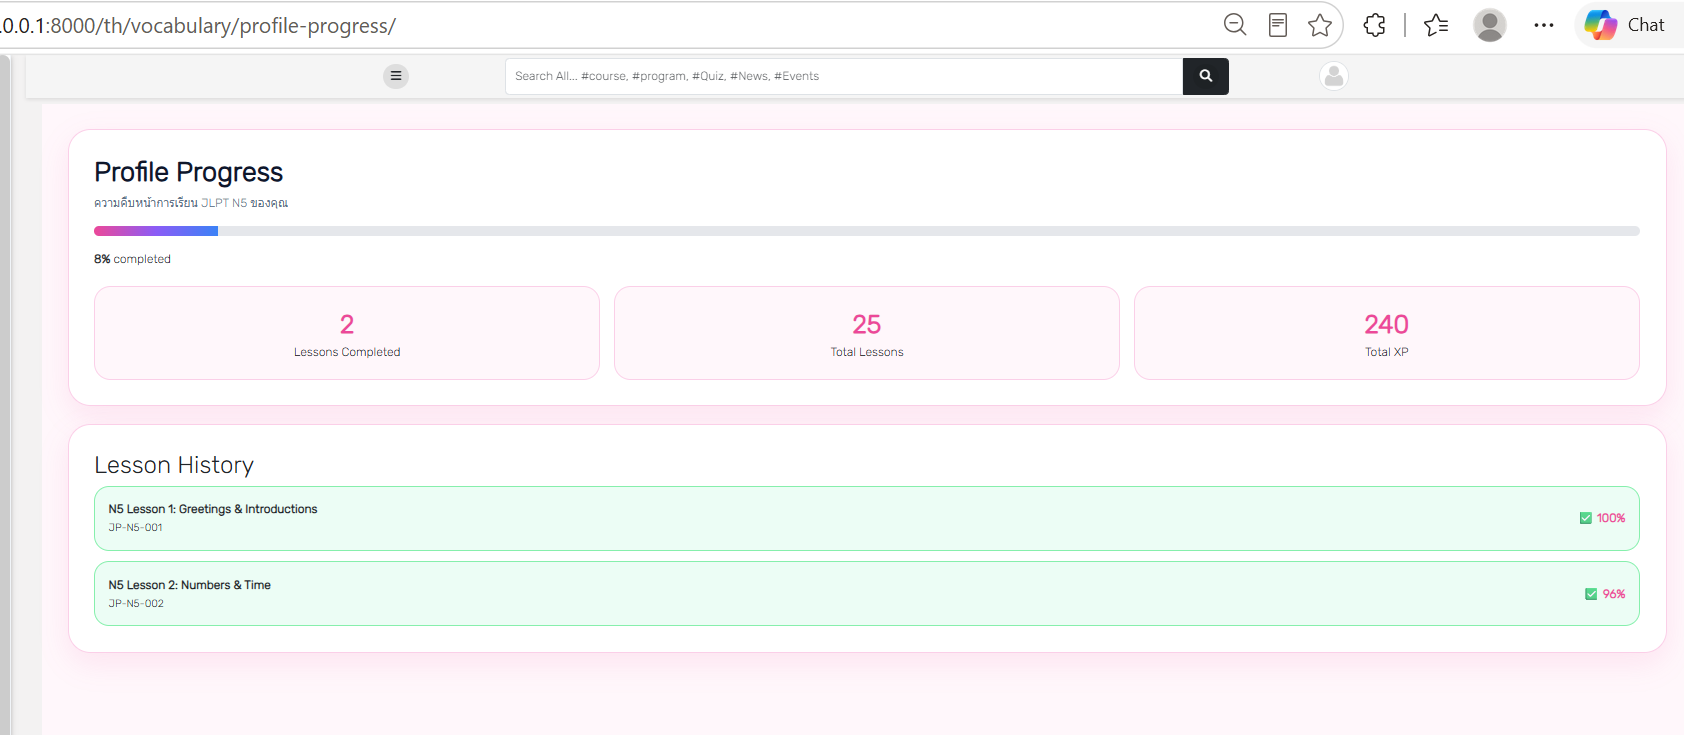 .0.0.1:8000/th/vocabulary/profile-progress/
Chat
Search All... #course, #program, #Quiz, #News, #Events
Profile Progress
ความคืบหน้าการเรียน JLPT N5 ของคุณ
8% completed
2
Lessons Completed
25
Total Lessons
240
Total XP
Lesson History
N5 Lesson 1: Greetings & Introductions
JP-N5-001
✅ 100%
N5 Lesson 2: Numbers & Time
JP-N5-002
✅ 96%